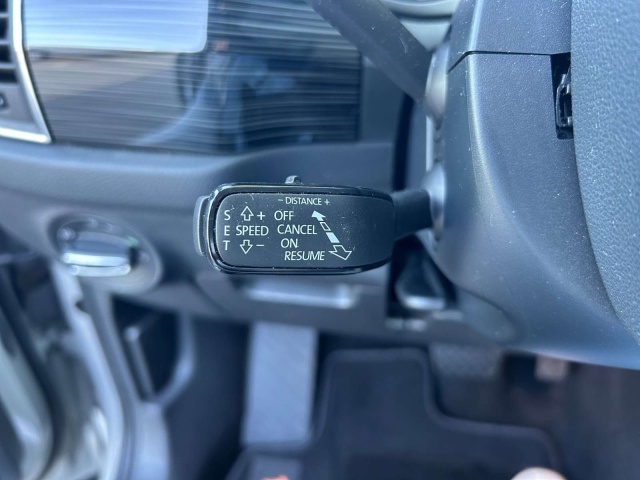 - DISTANCE +
S + OFF
E SPEED CANCEL
T - ON
RESUME